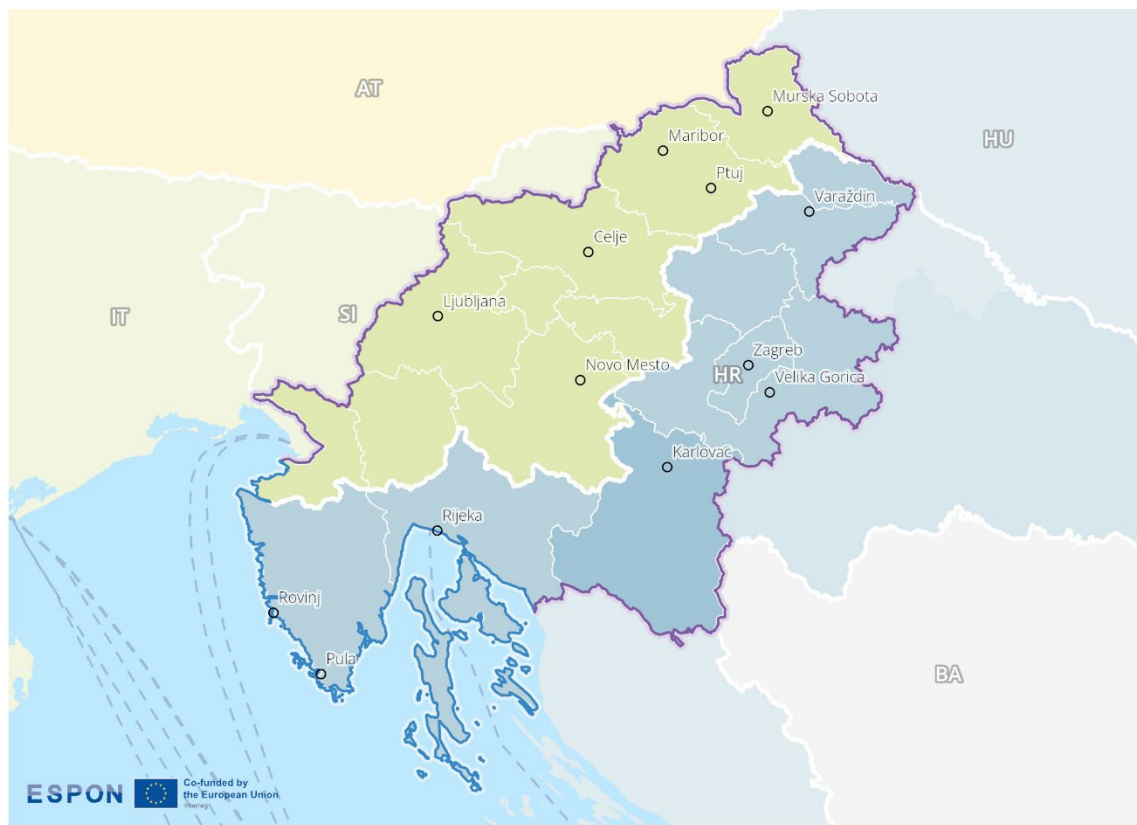 AT
Murska Sobota
HU
Maribor
Ptuj
Varaždin
Celje
Ljubljana
SI
IT
Zagreb
HR
Novo Mesto
Velika Gorica
Karlovac
Rijeka
Rovinj
Pula
BA
ESPON
Co-funded by
the European Union
Interreg